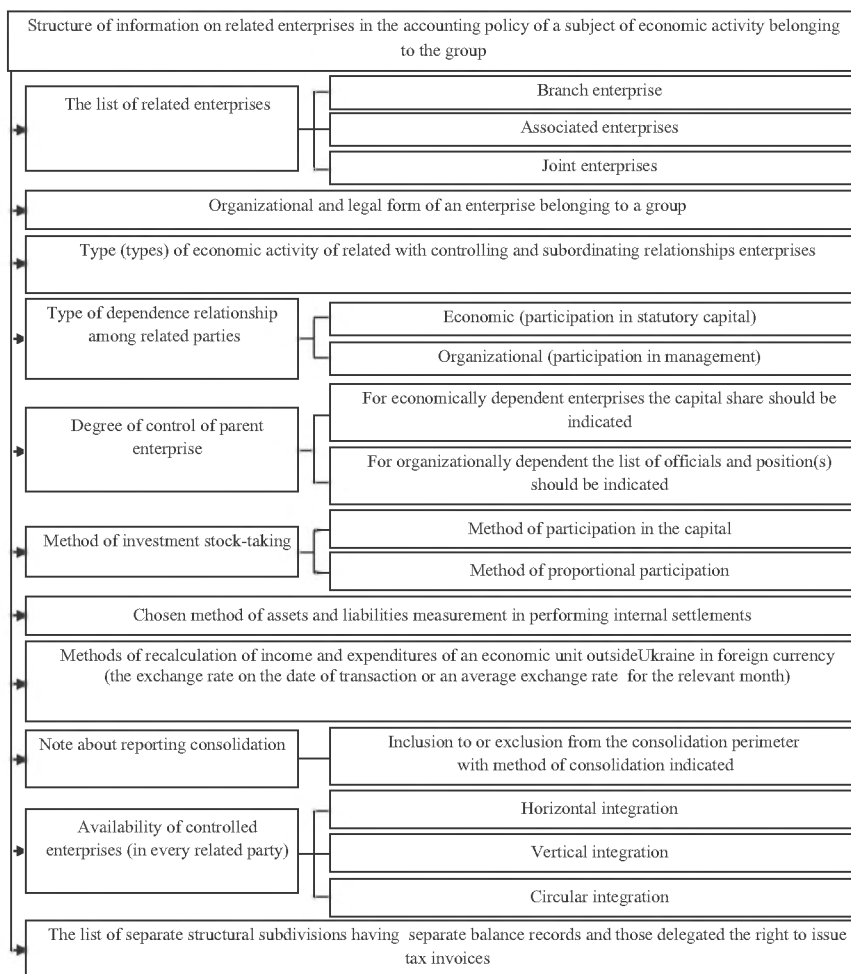 Structure of information on related enterprises in the accounting policy of a subject of economic activity belonging
to the group
The list of related enterprises
Branch enterprise
Associated enterprises
Joint enterprises
Organizational and legal form of an enterprise belonging to a group
Type (types) of economic activity of related with controlling and subordinating relationships enterprises
Type of dependence relationship
among related parties
Economic (participation in statutory capital)
Organizational (participation in management)
Degree of control of parent
enterprise
For economically dependent enterprises the capital share should be
indicated
For organizationally dependent the list of officials and position(s)
should be indicated
Method of investment stock-taking
Method of participation in the capital
Method of proportional participation
Chosen method of assets and liabilities measurement in performing internal settlements
Methods of recalculation of income and expenditures of an economic unit outsideUkraine in foreign currency
(the exchange rate on the date of transaction or an average exchange rate for the relevant month)
Note about reporting consolidation
Inclusion to or exclusion from the consolidation perimeter
with method of consolidation indicated
Availability of controlled
enterprises (in every related party)
Horizontal integration
Vertical integration
Circular integration
The list of separate structural subdivisions having separate balance records and those delegated the right to issue
tax invoices